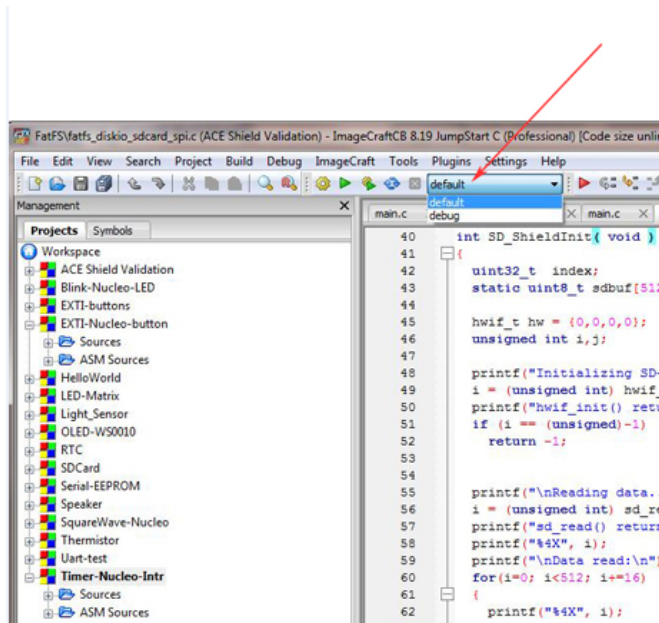 FatFS\fatfs_diskio_sdcard_spi.c (ACE Shield Validation) - ImageCraftCB 8.19 JumpStart C (Professional) [Code size unli
File Edit View Search Project Build Debug ImageCraft Tools Plugins Settings Help
default
default
debug
Management
main.c
main.c
Projects Symbols
Workspace
ACE Shield Validation
Blink-Nucleo-LED
EXTI-buttons
EXTI-Nucleo-button
Sources
ASM Sources
HelloWorld
LED-Matrix
Light_Sensor
OLED-WS0010
RTC
SDCard
Serial-EEPROM
Speaker
SquareWave-Nucleo
Thermistor
Uart-test
Timer-Nucleo-Intr
Sources
ASM Sources
40 int SD_ShieldInit( void )
41 {
42 uint32_t index;
43 static uint8_t sdbuf[512
44
45 hwif_t hw = {0,0,0,0};
46 unsigned int i,j;
47
48 printf("Initializing SD-
49 i = (unsigned int) hwif_
50 printf("hwif_init() retu
51 if (i == (unsigned)-1)
52 return -1;
53
54
55 printf("\nReading data..
56 i = (unsigned int) sd_re
57 printf("sd_read() return
58 printf("%4X", i);
59 printf("\nData read:\n")
60 for(i=0; i<512; i+=16)
61 {
62 printf("%4X", i);